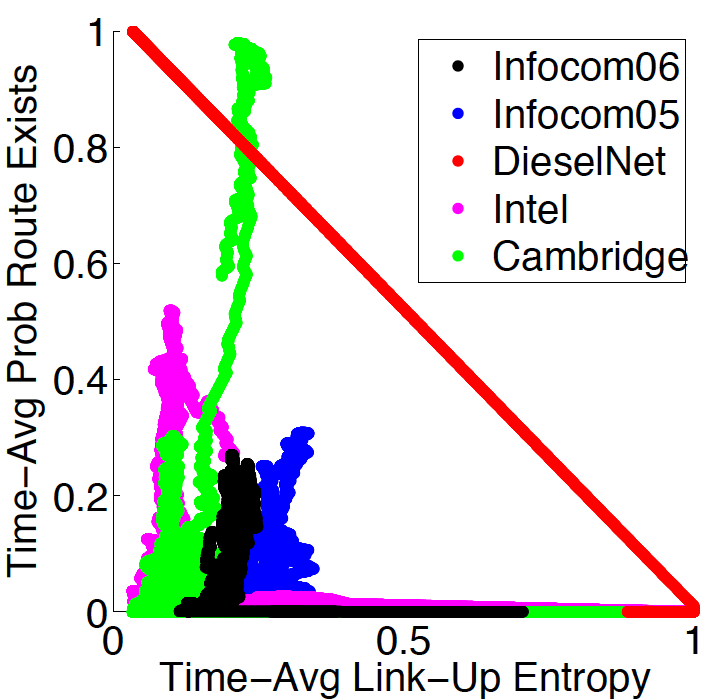 Time-Avg Prob Route Exists
1
0.8
0.6
0.4
0.2
0
0
0.5
1
Time-Avg Link-Up Entropy
Infocom06
Infocom05
DieselNet
Intel
Cambridge